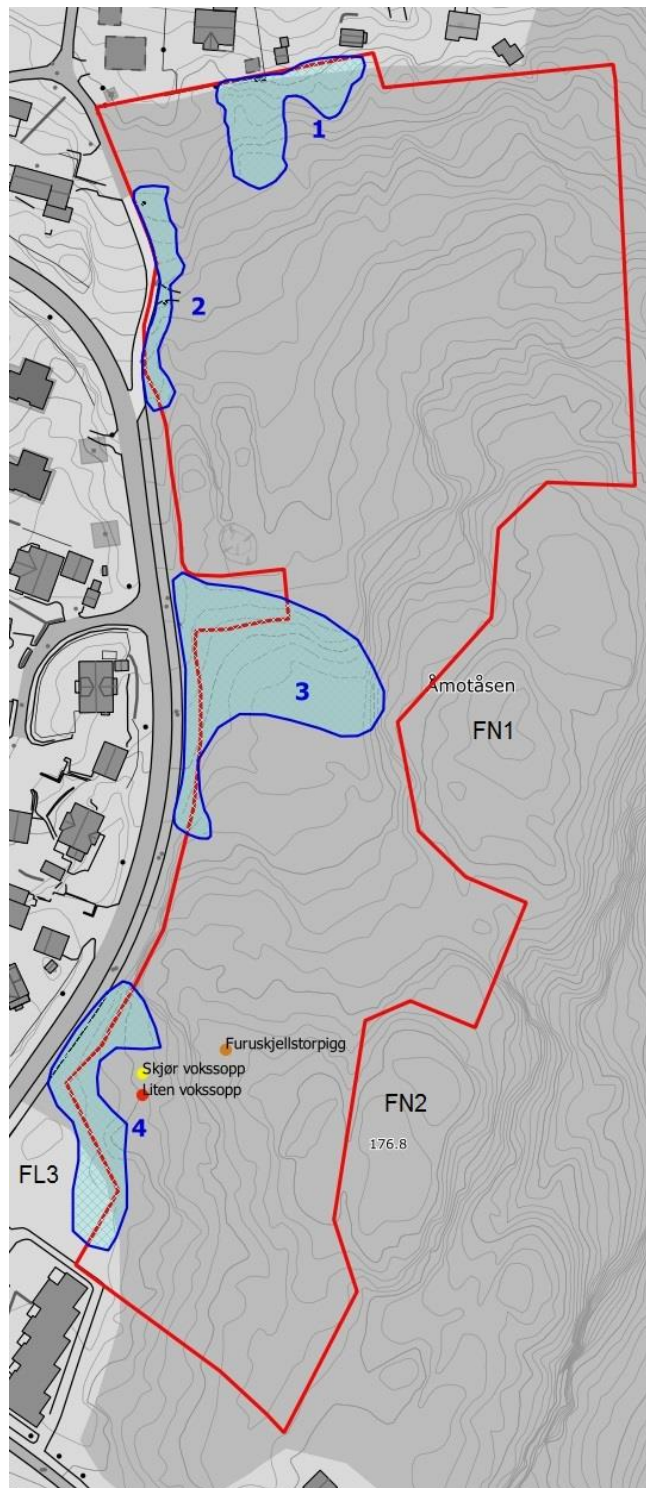 1
2
3
Åmotåsen
FN1
Furuskjellstorpigg
Skjør vokssopp
Liten vokssopp
FN2
4
176.8
FL3